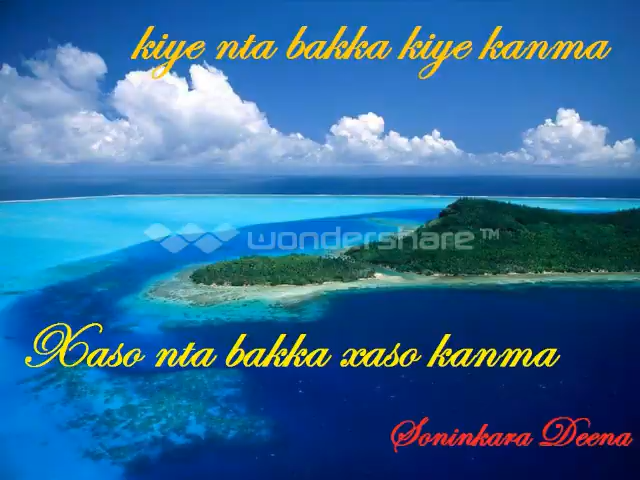 kiye nta bakka kiye kanma
wondershare™
Xaso nta bakka xaso kanma
Soninkara Deena